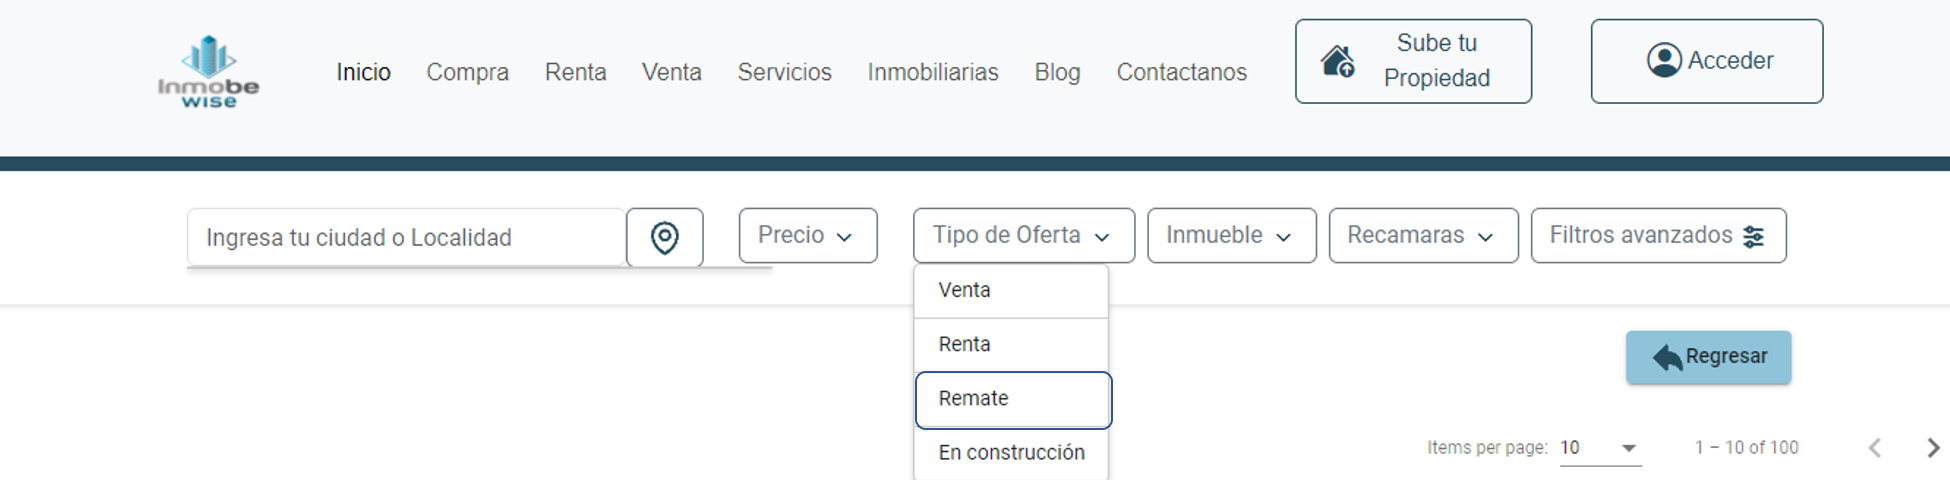 Inmobe
wise
Inicio Compra Renta Venta Servicios Inmobiliarias Blog Contactanos
Sube tu
Propiedad
Acceder
Ingresa tu ciudad o Localidad
Precio
Tipo de Oferta
Inmueble
Recamaras
Filtros avanzados
Venta
Renta
Remate
En construcción
Regresar
Items per page: 10 1 – 10 of 100